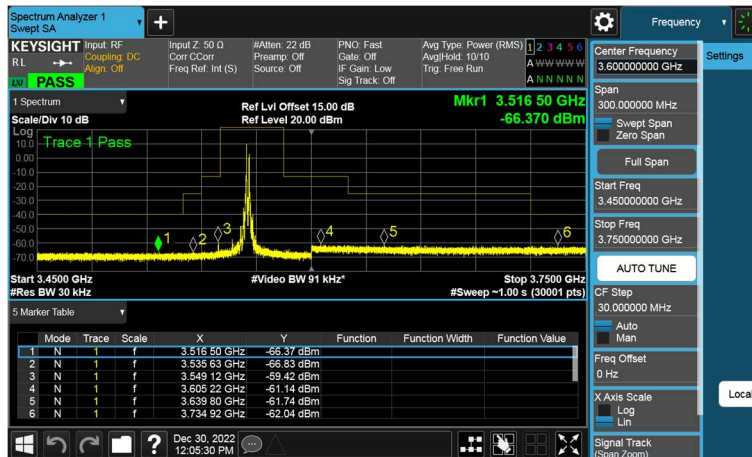 Spectrum Analyzer 1
Swept SA
Frequency
KEYSIGHT
RL
LXI PASS
Input: RF
Coupling: DC
Align: Off
Input Z: 50 Ω
Corr CCorr
Freq Ref: Int (S)
#Atten: 22 dB
Preamp: Off
Source: Off
PNO: Fast
Gate: Off
IF Gain: Low
Sig Track: Off
Avg Type: Power (RMS)
Avg|Hold: 10/10
Trig: Free Run
1 2 3 4 5 6
A W W W W W
A N N N N N
1 Spectrum
Scale/Div 10 dB
Ref Lvl Offset 15.00 dB
Ref Level 20.00 dBm
Mkr1 3.516 50 GHz
-66.370 dBm
Log
Trace 1 Pass
10.0
0.00
-10.0
-20.0
-30.0
-40.0
-50.0
-60.0
-70.0
1
2
3
4
5
6
Start 3.4500 GHz
#Res BW 30 kHz
#Video BW 91 kHz*
Stop 3.7500 GHz
#Sweep ~1.00 s (30001 pts)
5 Marker Table
Mode Trace Scale X Y Function Function Width Function Value
1 N 1 f 3.516 50 GHz -66.37 dBm
2 N 1 f 3.535 63 GHz -66.83 dBm
3 N 1 f 3.549 12 GHz -59.42 dBm
4 N 1 f 3.605 22 GHz -61.14 dBm
5 N 1 f 3.639 80 GHz -61.74 dBm
6 N 1 f 3.734 92 GHz -62.04 dBm
Dec 30, 2022
12:05:30 PM
Center Frequency
3.600000000 GHz
Span
300.000000 MHz
Swept Span
Zero Span
Full Span
Start Freq
3.450000000 GHz
Stop Freq
3.750000000 GHz
AUTO TUNE
CF Step
30.000000 MHz
Auto
Man
Freq Offset
0 Hz
X Axis Scale
Log
Lin
Signal Track
(Span Zoom)
Settings
Local